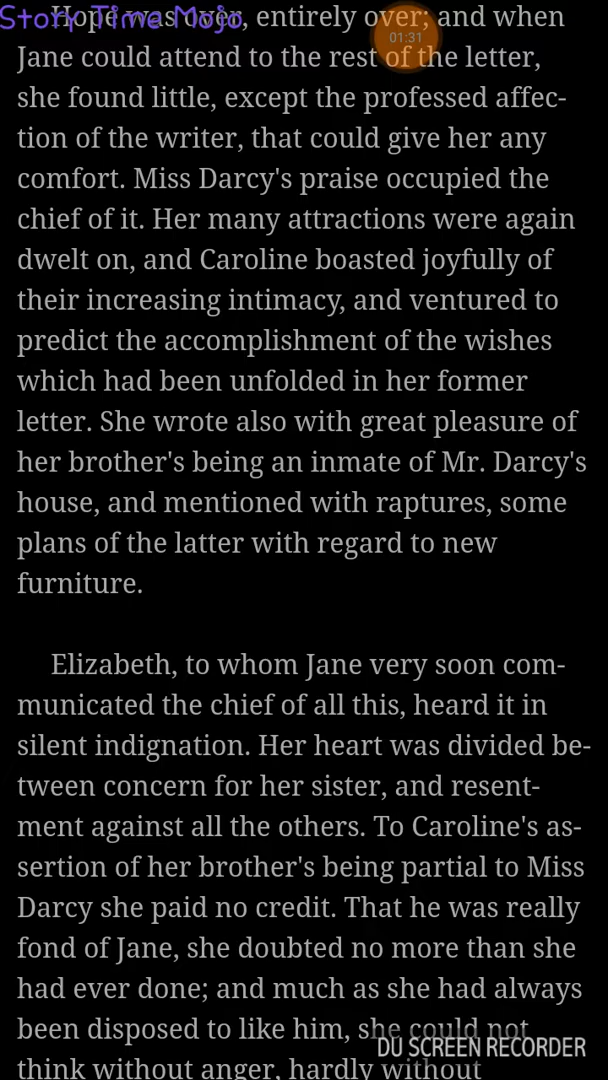 Story Time Mojo
Hope was over, entirely over; and when
01:31
Jane could attend to the rest of the letter,
she found little, except the professed affec-
tion of the writer, that could give her any
comfort. Miss Darcy's praise occupied the
chief of it. Her many attractions were again
dwelt on, and Caroline boasted joyfully of
their increasing intimacy, and ventured to
predict the accomplishment of the wishes
which had been unfolded in her former
letter. She wrote also with great pleasure of
her brother's being an inmate of Mr. Darcy's
house, and mentioned with raptures, some
plans of the latter with regard to new
furniture.
Elizabeth, to whom Jane very soon com-
municated the chief of all this, heard it in
silent indignation. Her heart was divided be-
tween concern for her sister, and resent-
ment against all the others. To Caroline's as-
sertion of her brother's being partial to Miss
Darcy she paid no credit. That he was really
fond of Jane, she doubted no more than she
had ever done; and much as she had always
been disposed to like him, she could not
DU SCREEN RECORDER
think without anger, hardly without